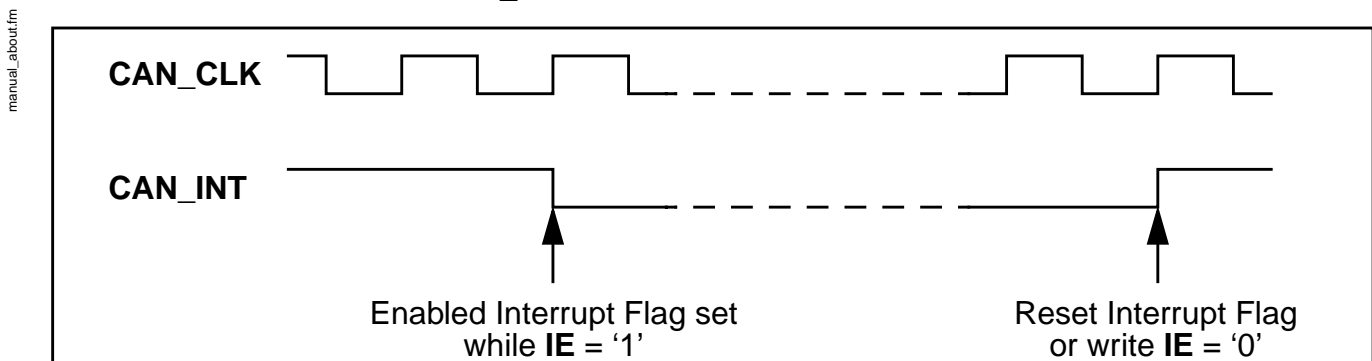 manual_about.fm
CAN_CLK
CAN_INT
Enabled Interrupt Flag set
while IE = ‘1’
Reset Interrupt Flag
or write IE = ‘0’